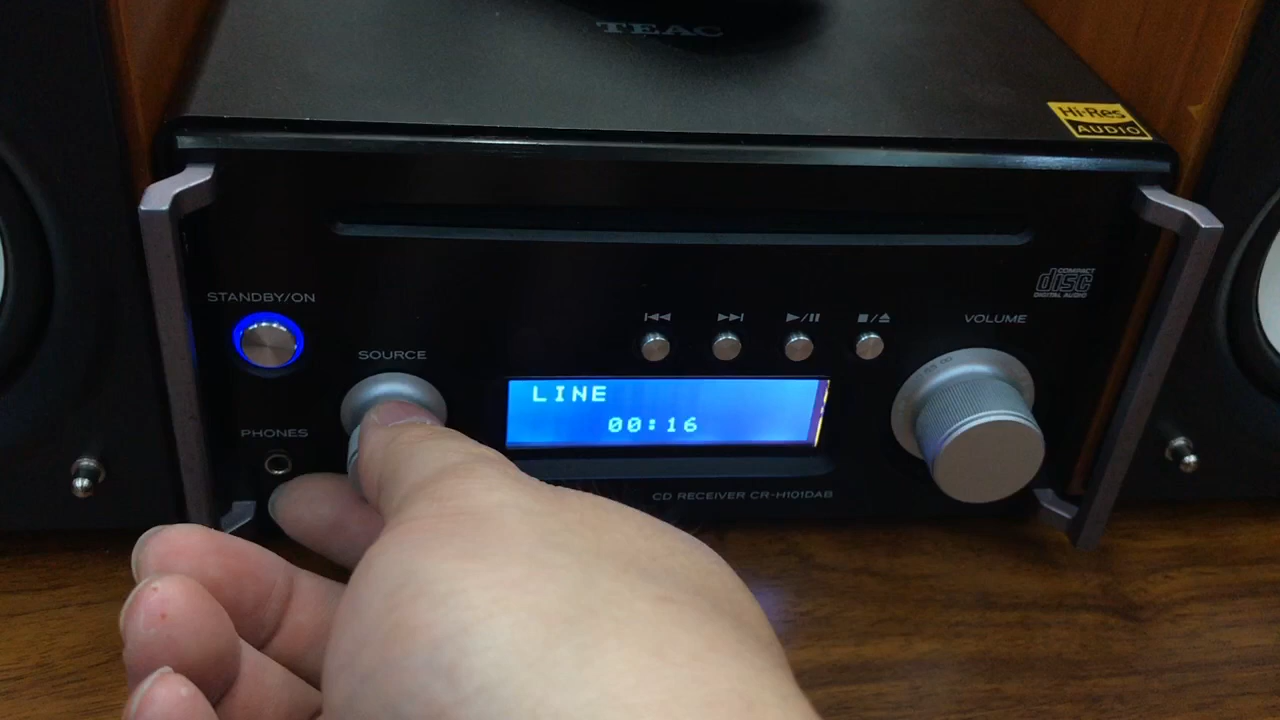 TEAC
Hi-Res
AUDIO
COMPACT
disc
DIGITAL AUDIO
STANDBY/ON
VOLUME
SOURCE
LINE
00:16
PHONES
CD RECEIVER CR-H101DAB